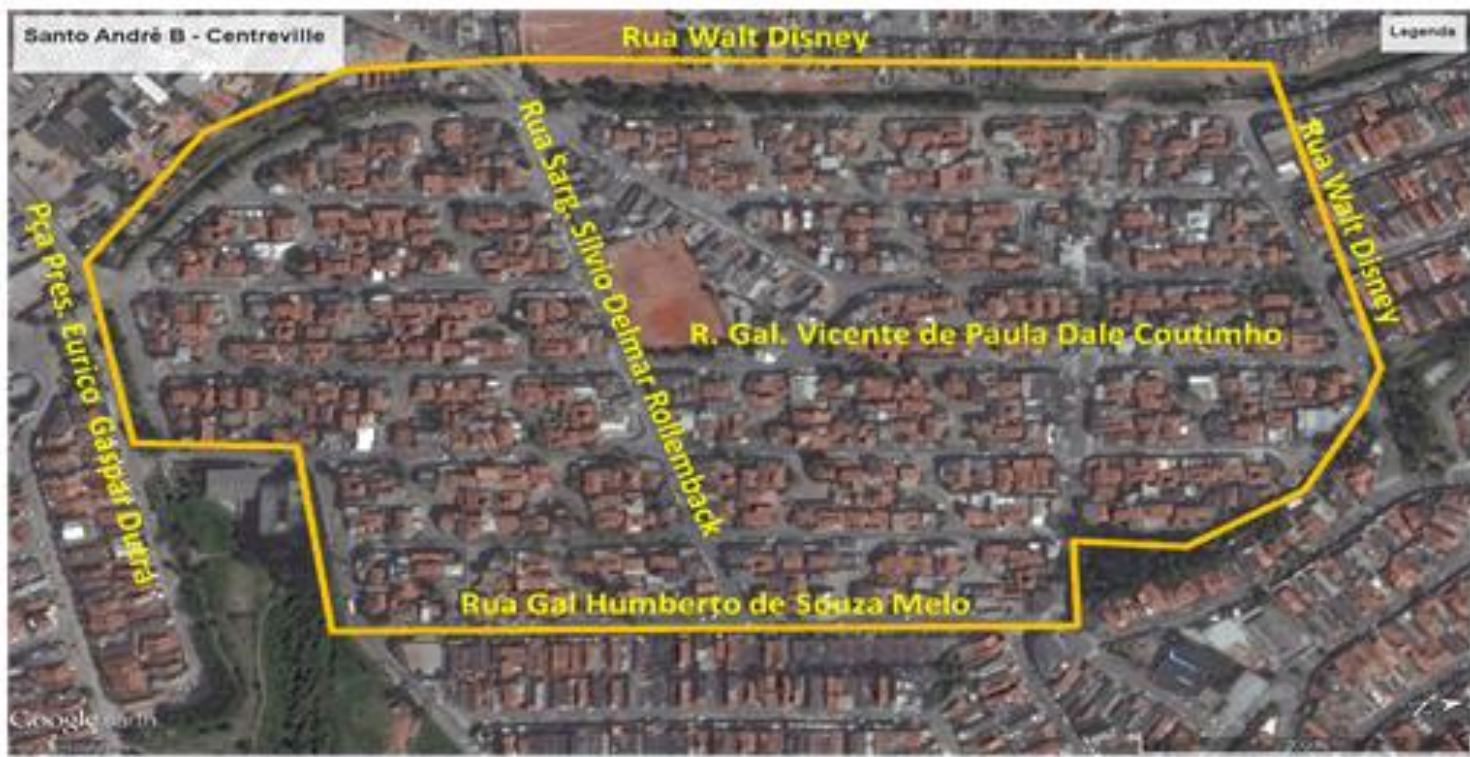 Santo André B - Centreville
Rua Walt Disney
Legenda
Rua Sarg. Silvio Delmar Rollemback
Rua Walt Disney
Pça Pres. Eurico Gaspar Dutra
R. Gal. Vicente de Paula Dale Coutimho
Rua Gal Humberto de Souza Melo
Google earth